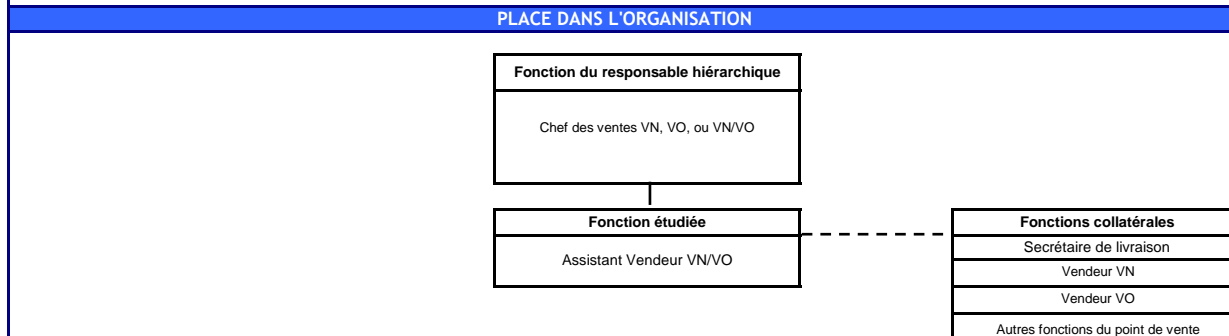 PLACE DANS L'ORGANISATION
Fonction du responsable hiérarchique
Chef des ventes VN, VO, ou VN/VO
Fonction étudiée
Assistant Vendeur VN/VO
Fonctions collatérales
Secrétaire de livraison
Vendeur VN
Vendeur VO
Autres fonctions du point de vente